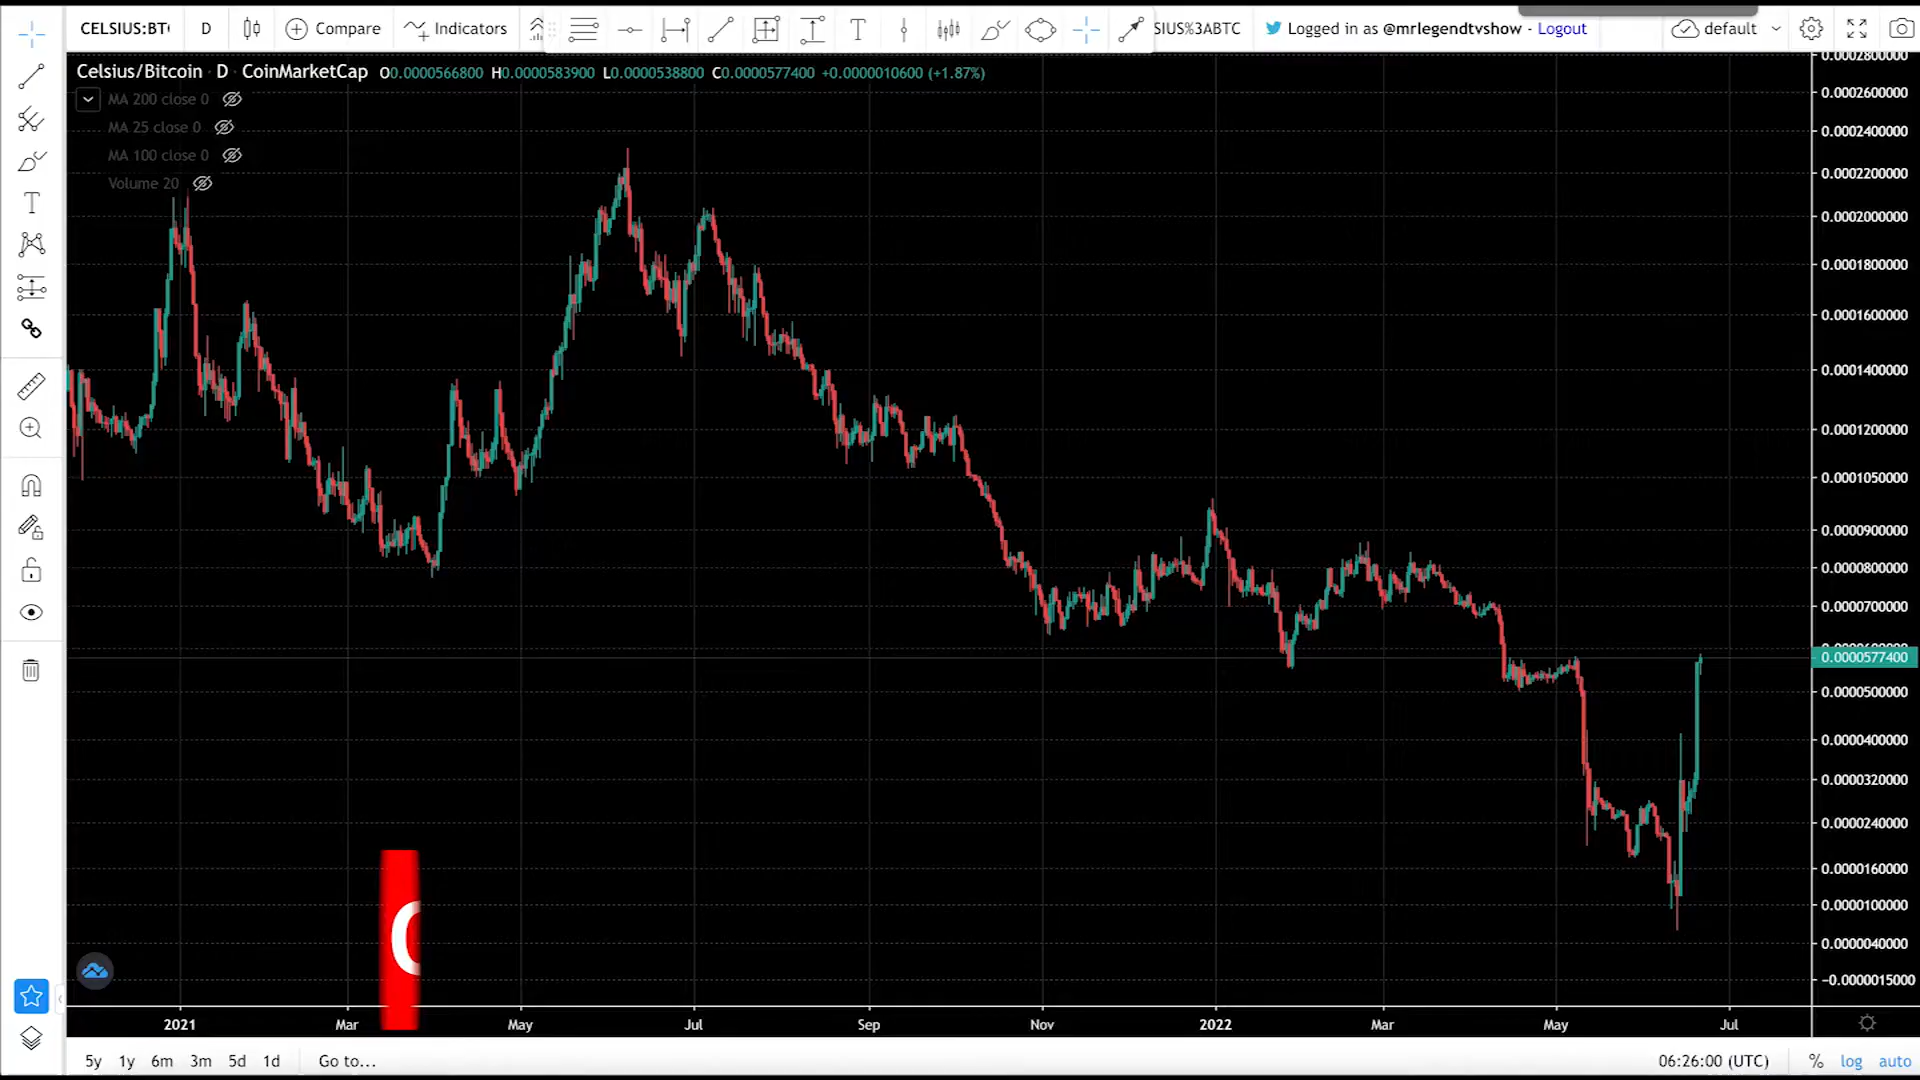 CELSIUS:BT
D
Compare
Indicators
SIUS%3ABTC
Logged in as @mrlegendtvshow - Logout
default
Celsius/Bitcoin D CoinMarketCap O0.0000566800 H0.0000583900 L0.0000538800 C0.0000577400 +0.0000010600 (+1.87%)
MA 200 close 0
MA 25 close 0
MA 100 close 0
Volume 20
0.0002800000
0.0002600000
0.0002400000
0.0002200000
0.0002000000
0.0001800000
0.0001600000
0.0001400000
0.0001200000
0.0001050000
0.0000900000
0.0000800000
0.0000700000
0.0000577400
0.0000500000
0.0000400000
0.0000320000
0.0000240000
0.0000160000
0.0000100000
0.0000040000
−0.0000015000
2021 Mar May Jul Sep Nov 2022 Mar May Jul
5y 1y 6m 3m 5d 1d Go to...
06:26:00 (UTC) % log auto